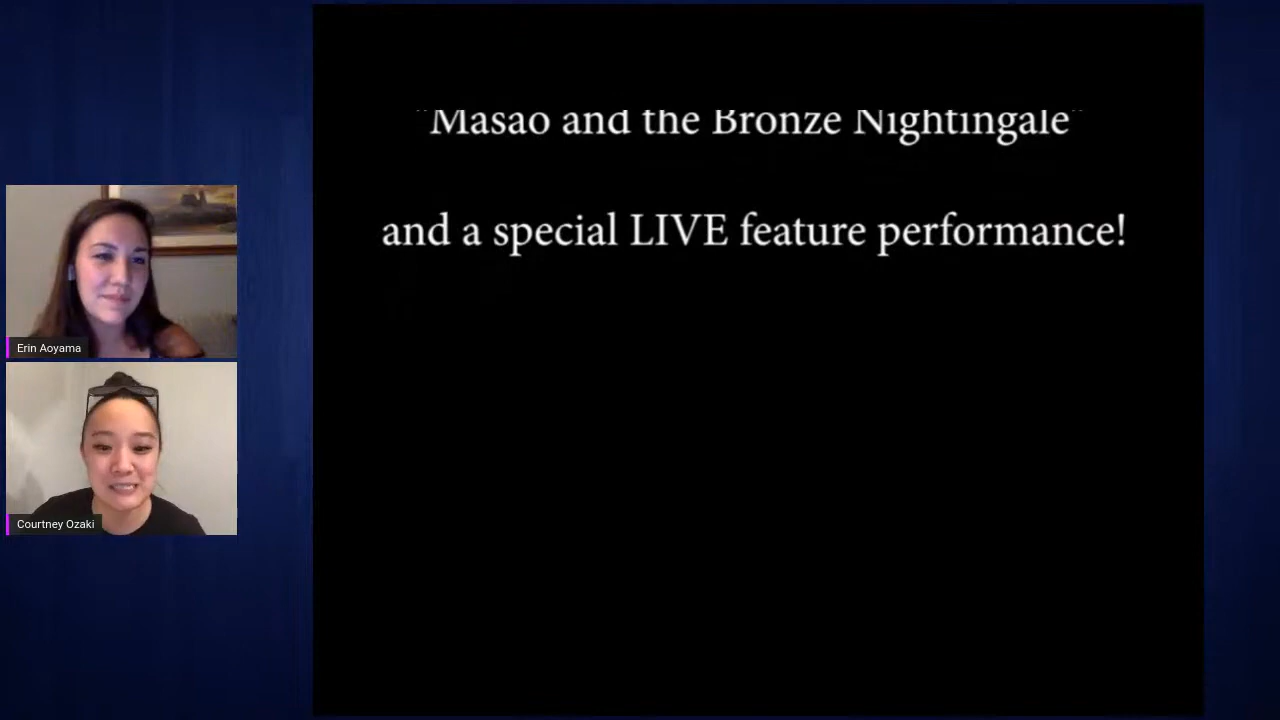 "Masao and the Bronze Nightingale"
and a special LIVE feature performance!
Erin Aoyama
Courtney Ozaki